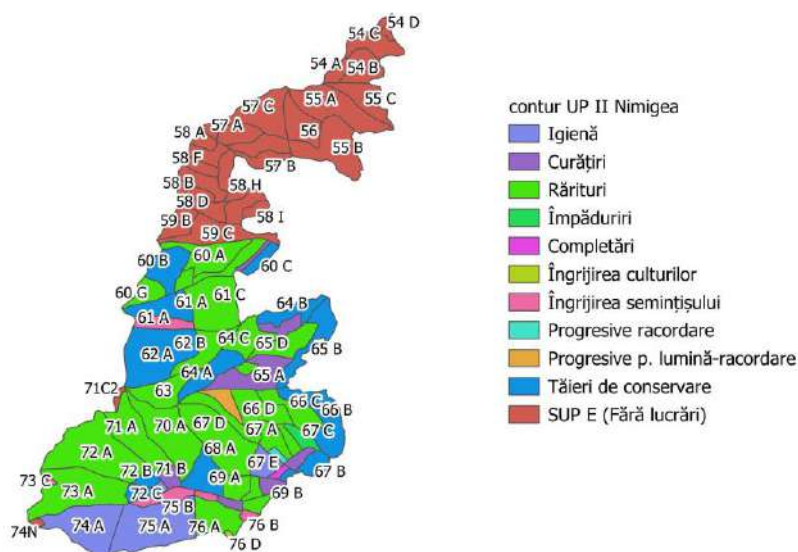 54 D
54 C
54 A
54 B
57 C
55 A
55 C
58 A
57 A
56
55 B
58 F
57 B
58 B
58 H
58 D
59 B
58 I
59 C
60 A
60 B
60 C
60 G
61 A
61 C
64 B
61 A
62 B
64 C
65 D
65 B
62 A
64 A
65 A
63
71C2
66 C
66 B
66 D
71 A
70 A
67 D
67 A
67 C
72 A
68 A
67 E
67 B
72 B
71 B
69 A
73 C
73 A
72 C
69 B
75 B
74N
74 A
75 A
76 A
76 B
76 D
contur UP II Nimigea
Igienă
Curățiri
Rărituri
Împăduriri
Completări
Îngrijirea culturilor
Îngrijirea semințișului
Progresive racordare
Progresive p. lumină-racordare
Tăieri de conservare
SUP E (Fără lucrări)